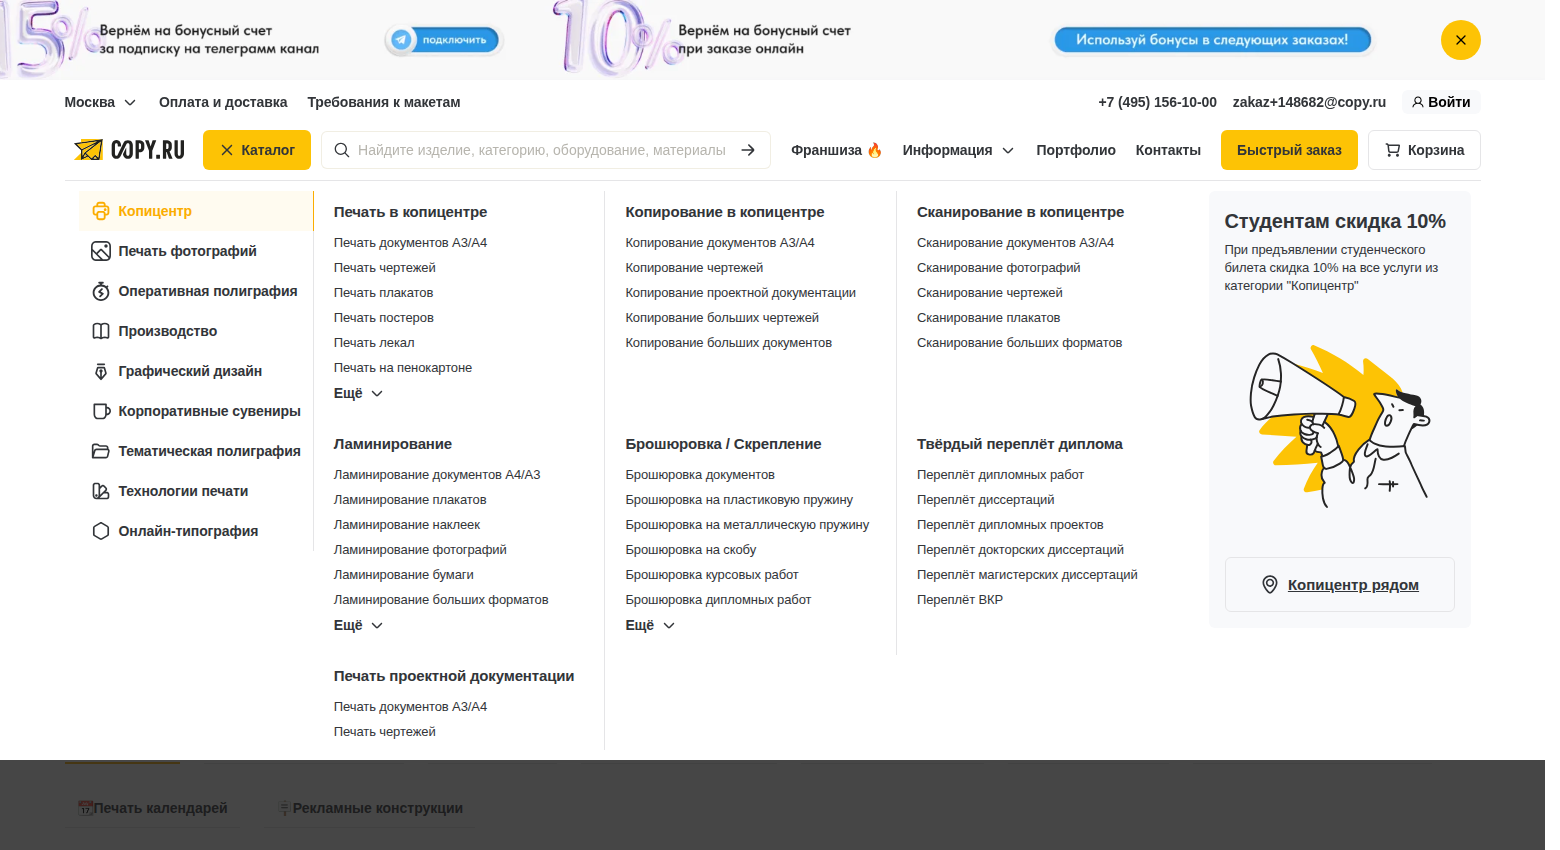 15%
Вернём на бонусный счет
за подписку на телеграмм канал
подключить
10%
Вернём на бонусный счет
при заказе онлайн
Используй бонусы в следующих заказах!
Москва
Оплата и доставка
Требования к макетам
+7 (495) 156-10-00
zakaz+148682@copy.ru
Войти
COPY.RU
Каталог
Найдите изделие, категорию, оборудование, материалы
Франшиза 🔥
Информация
Портфолио
Контакты
Быстрый заказ
Корзина
Копицентр
Печать фотографий
Оперативная полиграфия
Производство
Графический дизайн
Корпоративные сувениры
Тематическая полиграфия
Технологии печати
Онлайн-типография
Печать в копицентре
Печать документов А3/А4
Печать чертежей
Печать плакатов
Печать постеров
Печать лекал
Печать на пенокартоне
Ещё
Копирование в копицентре
Копирование документов А3/А4
Копирование чертежей
Копирование проектной документации
Копирование больших чертежей
Копирование больших документов
Сканирование в копицентре
Сканирование документов А3/А4
Сканирование фотографий
Сканирование чертежей
Сканирование плакатов
Сканирование больших форматов
Ламинирование
Ламинирование документов А4/А3
Ламинирование плакатов
Ламинирование наклеек
Ламинирование фотографий
Ламинирование бумаги
Ламинирование больших форматов
Ещё
Брошюровка / Скрепление
Брошюровка документов
Брошюровка на пластиковую пружину
Брошюровка на металлическую пружину
Брошюровка на скобу
Брошюровка курсовых работ
Брошюровка дипломных работ
Ещё
Твёрдый переплёт диплома
Переплёт дипломных работ
Переплёт диссертаций
Переплёт дипломных проектов
Переплёт докторских диссертаций
Переплёт магистерских диссертаций
Переплёт ВКР
Печать проектной документации
Печать документов А3/А4
Печать чертежей
Студентам скидка 10%
При предъявлении студенческого
билета скидка 10% на все услуги из
категории "Копицентр"
Копицентр рядом
📆Печать календарей
Рекламные конструкции